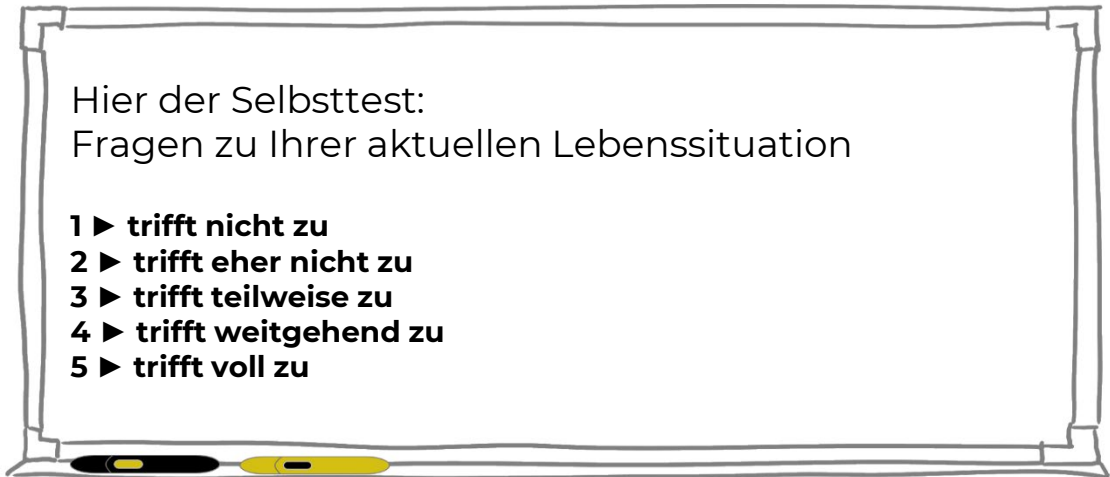 Hier der Selbsttest:
Fragen zu Ihrer aktuellen Lebenssituation
1 ► trifft nicht zu
2 ► trifft eher nicht zu
3 ► trifft teilweise zu
4 ► trifft weitgehend zu
5 ► trifft voll zu